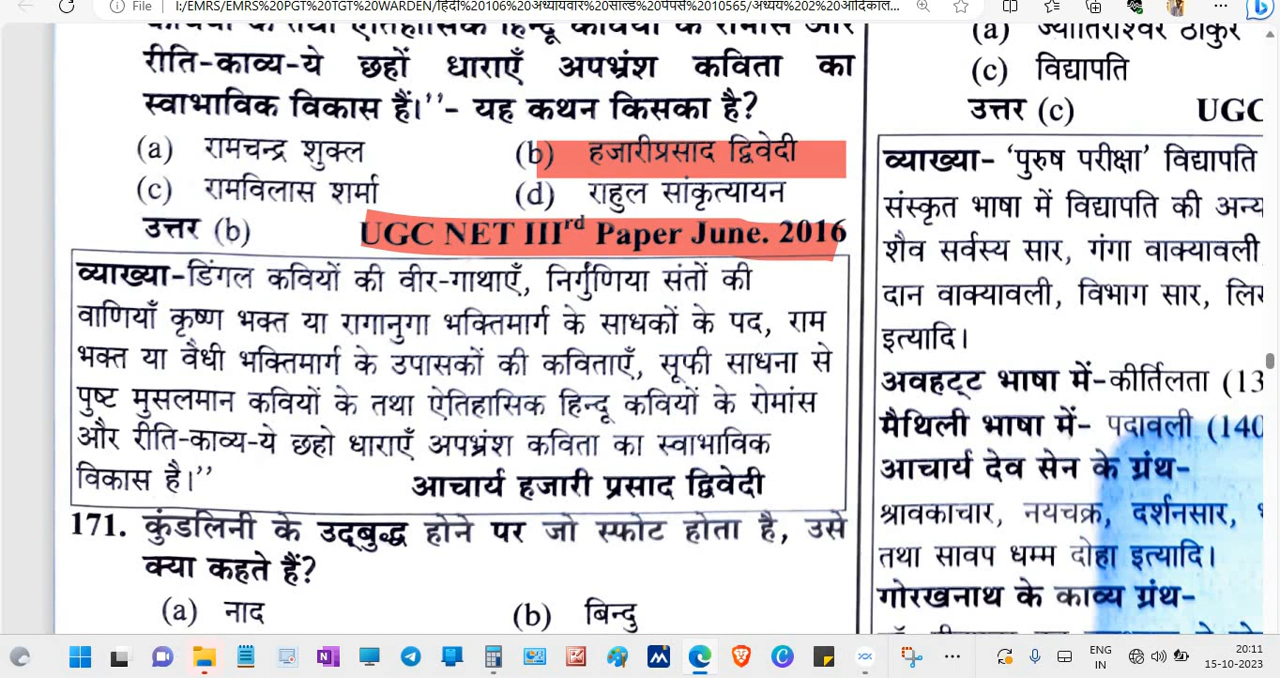 File
I:/EMRS/EMRS%20PGT%20TGT%20WARDEN/हिंदी%20106%20अध्यायवार%20साल्व्ड%20पेपर्स%2010565/अध्यय%202%20आदिकाल...
रीति-काव्य-ये छहों धाराएँ अपभ्रंश कविता का
स्वाभाविक विकास हैं।''- यह कथन किसका है?
(a) रामचन्द्र शुक्ल (b) हजारीप्रसाद द्विवेदी
(c) रामविलास शर्मा (d) राहुल सांकृत्यायन
उत्तर (b) UGC NET IIIrd Paper June. 2016
व्याख्या-डिंगल कवियों की वीर-गाथाएँ, निर्गुणिया संतों की
वाणियाँ कृष्ण भक्त या रागानुगा भक्तिमार्ग के साधकों के पद, राम
भक्त या वैधी भक्तिमार्ग के उपासकों की कविताएँ, सूफी साधना से
पुष्ट मुसलमान कवियों के तथा ऐतिहासिक हिन्दू कवियों के रोमांस
और रीति-काव्य-ये छहो धाराएँ अपभ्रंश कविता का स्वाभाविक
विकास है।''
आचार्य हजारी प्रसाद द्विवेदी
171. कुंडलिनी के उद्बुद्ध होने पर जो स्फोट होता है, उसे
क्या कहते हैं?
(a) नाद (b) बिन्दु
(a) ज्योतिरीश्वर ठाकुर
(c) विद्यापति
उत्तर (c) UGC
व्याख्या- 'पुरुष परीक्षा' विद्यापति
संस्कृत भाषा में विद्यापति की अन्य
शैव सर्वस्य सार, गंगा वाक्यावली
दान वाक्यावली, विभाग सार, लि
इत्यादि।
अवहट्ट भाषा में-कीर्तिलता (13
मैथिली भाषा में- पदावली (140
आचार्य देव सेन के ग्रंथ-
श्रावकाचार, नयचक्र, दर्शनसार,
तथा सावप धम्म दोहा इत्यादि।
गोरखनाथ के काव्य ग्रंथ-
ENG
IN
20:11
15-10-2023